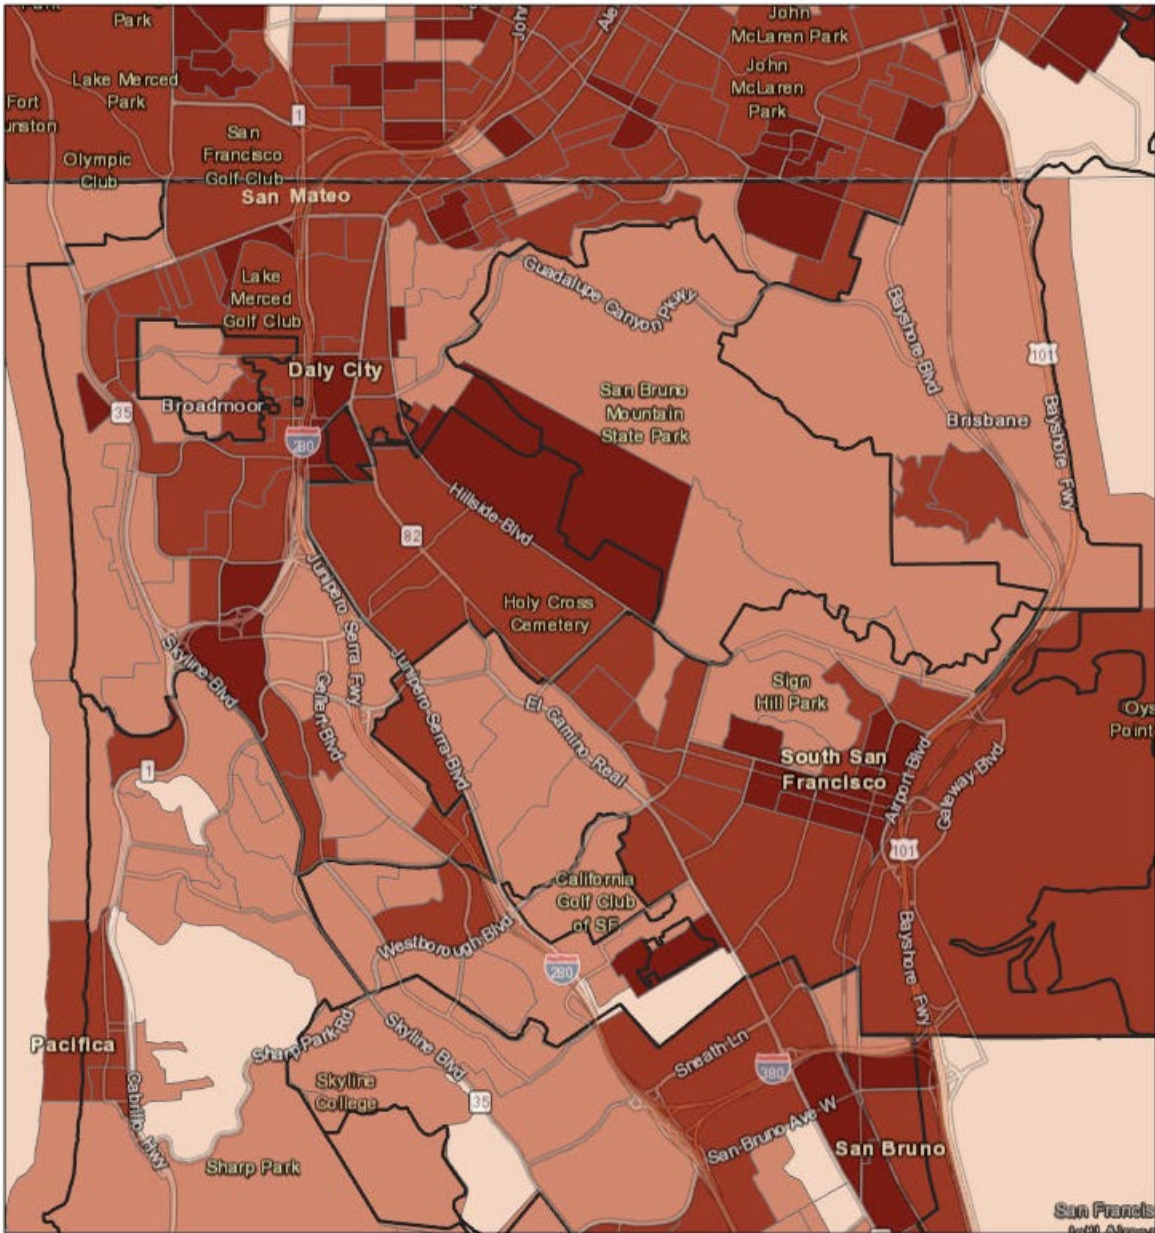 Park
John
McLaren Park
Lake Merced
Park
John
McLaren
Park
Fort
1
San
Francisco
Golf Club
Olympic
Club
San Mateo
Guadalupe Canyon Pkwy
Lake
Merced
Golf Club
Bayshore Blvd
101
Daly City
San Bruno
Mountain
State Park
Broadmoor
35
Brisbane
Bayshore Fwy
280
Hillside Blvd
82
Junipero Serra Fwy
Holy Cross
Cemetery
Skyline Blvd
Junipero Serra Blvd
Gellert Blvd
Sign
Hill Park
El Camino Real
Point
1
South San
Francisco
Airport Blvd
Gateway Blvd
101
California
Golf Club
of SF
Westborough Blvd
280
Bayshore Fwy
Pacifica
Sharp Park Rd
Skyline Blvd
Sneath Ln
380
Skyline
College
35
Cabrillo Hwy
San Bruno Ave W
San Bruno
Sharp Park
San Francis